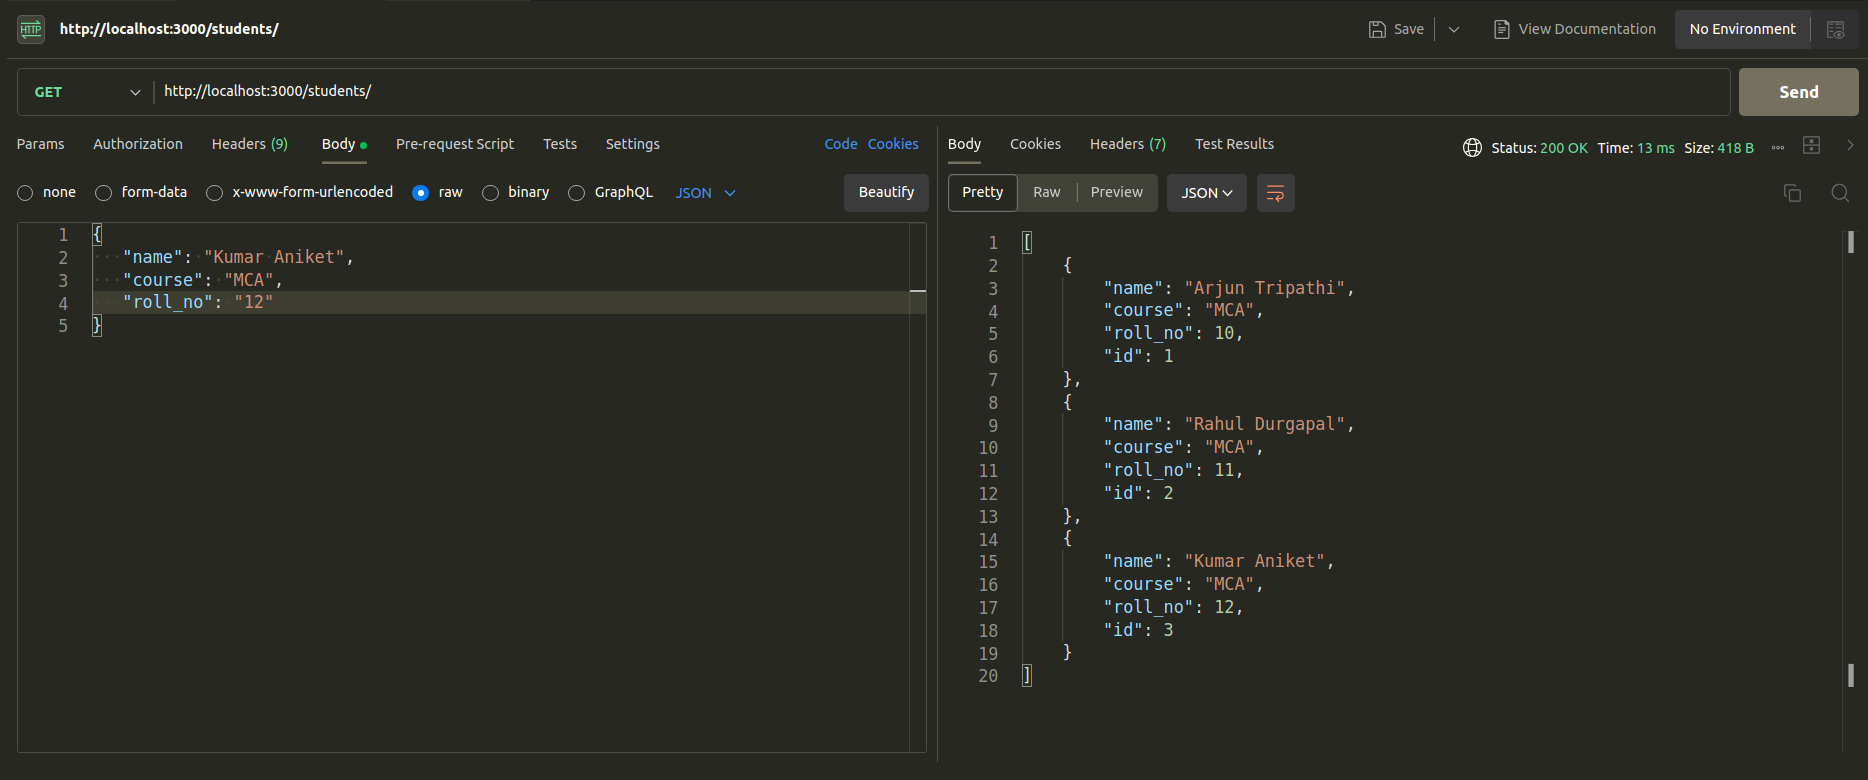 HTTP http://localhost:3000/students/ Save View Documentation No Environment
GET http://localhost:3000/students/ Send
Params Authorization Headers (9) Body Pre-request Script Tests Settings Code Cookies
none form-data x-www-form-urlencoded raw binary GraphQL JSON Beautify
1 {
2 "name": "Kumar Aniket",
3 "course": "MCA",
4 "roll_no": "12"
5 }
Body Cookies Headers (7) Test Results Status: 200 OK Time: 13 ms Size: 418 B
Pretty Raw Preview JSON
1 [
2 {
3 "name": "Arjun Tripathi",
4 "course": "MCA",
5 "roll_no": 10,
6 "id": 1
7 },
8 {
9 "name": "Rahul Durgapal",
10 "course": "MCA",
11 "roll_no": 11,
12 "id": 2
13 },
14 {
15 "name": "Kumar Aniket",
16 "course": "MCA",
17 "roll_no": 12,
18 "id": 3
19 }
20 ]